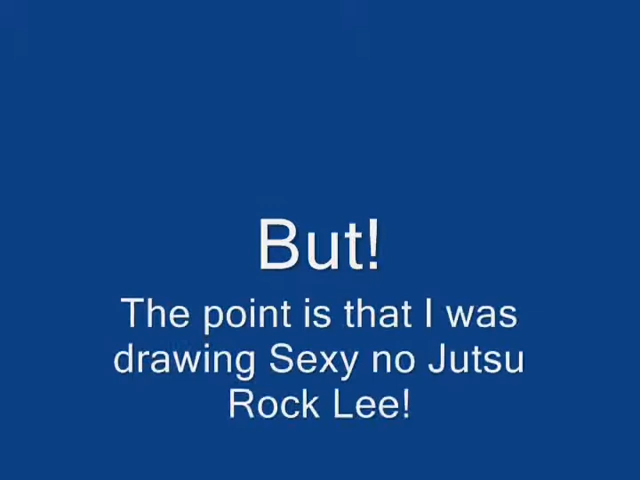 But!
The point is that I was
drawing Sexy no Jutsu
Rock Lee!